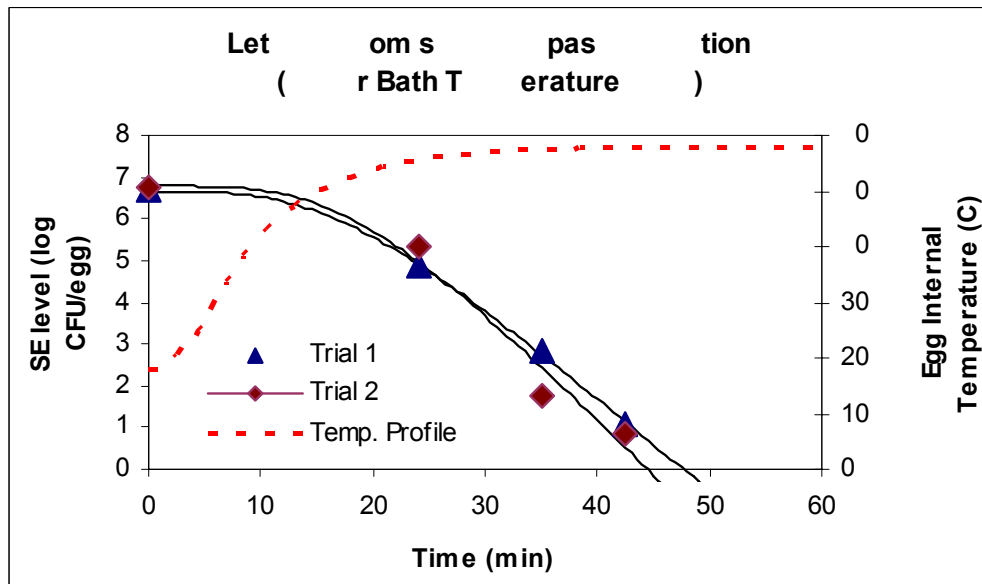 Let oms pas tion
( r Bath T erature )
8
7
6
5
4
3
2
1
0
SE level (log
CFU/egg)
0
0
0
30
20
10
0
Egg Internal
Temperature (C)
Trial 1
Trial 2
Temp. Profile
0 10 20 30 40 50 60
Time (min)